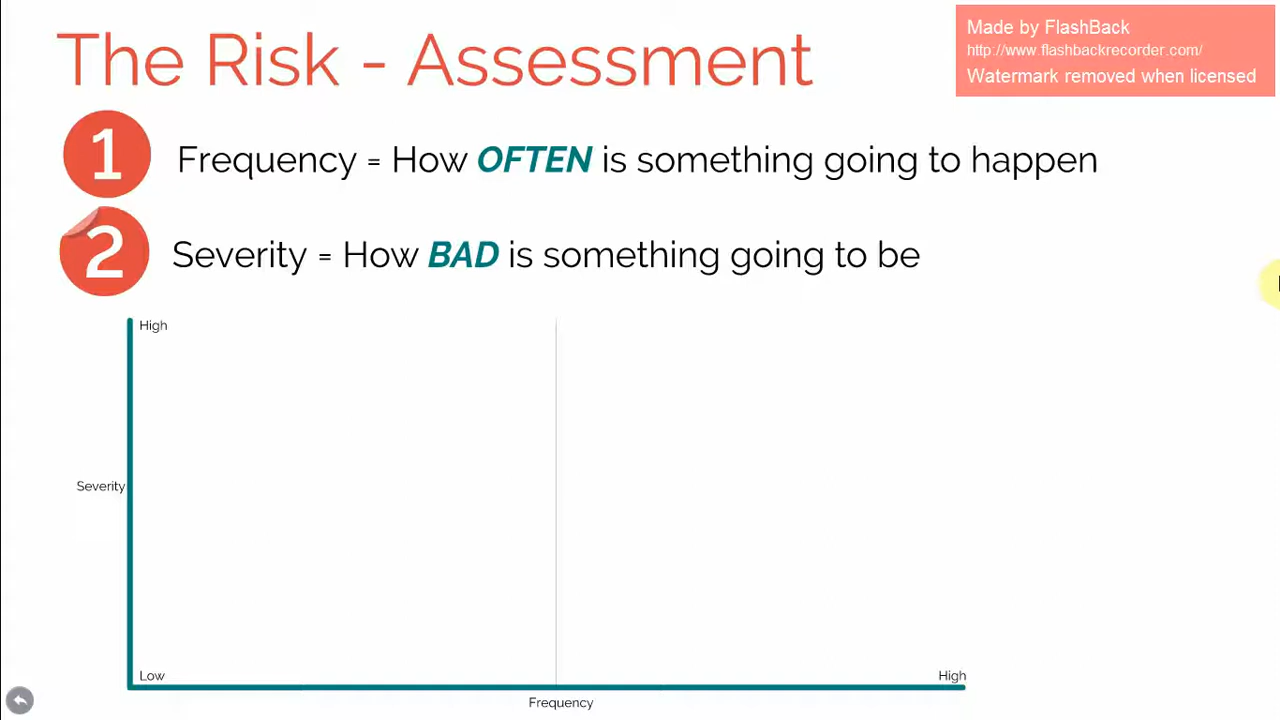 The Risk - Assessment
Made by FlashBack
http://www.flashbackrecorder.com/
Watermark removed when licensed
1 Frequency = How OFTEN is something going to happen
2 Severity = How BAD is something going to be
High
Severity
Low
High
Frequency